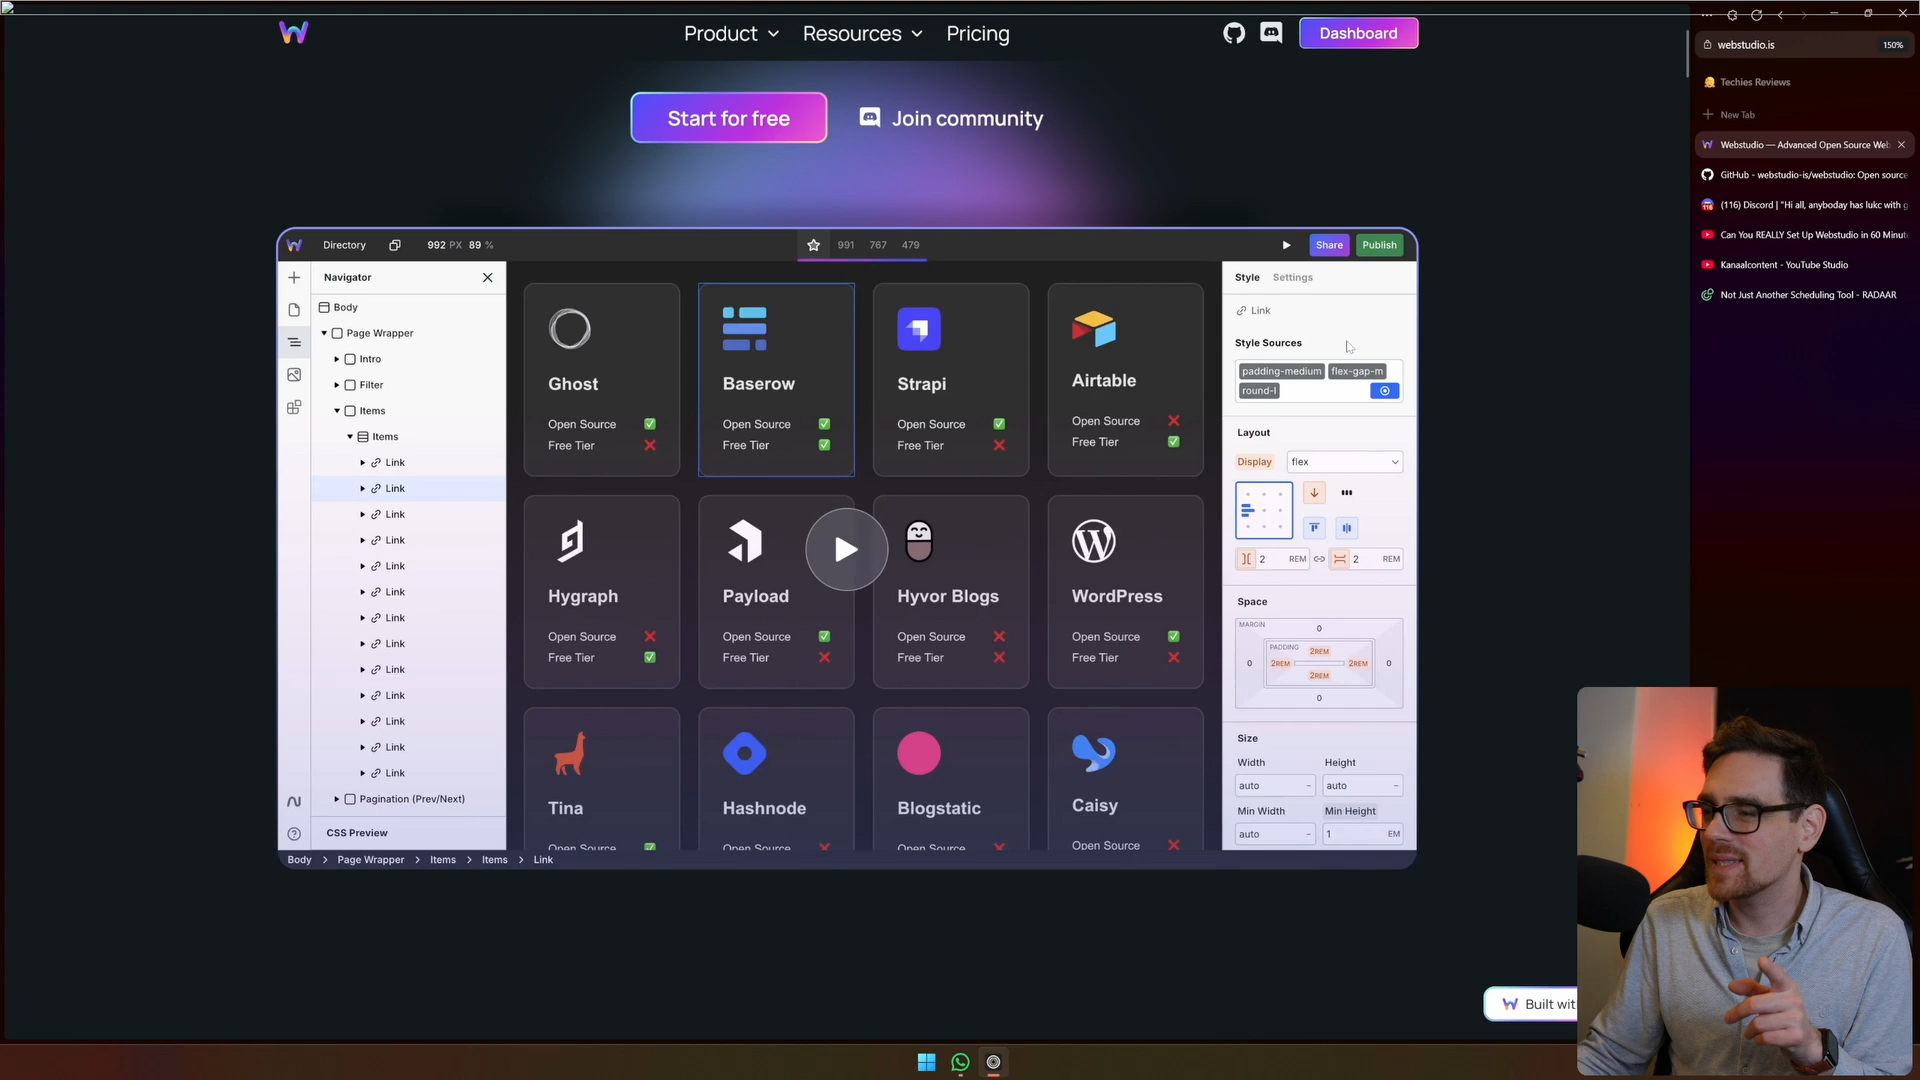 Product
Resources
Pricing
Dashboard
Start for free
Join community
Directory
992 PX 89 %
991 767 479
Share
Publish
Navigator
Body
Page Wrapper
Intro
Filter
Items
Items
Link
Link
Link
Link
Link
Link
Link
Link
Link
Link
Link
Link
Link
Pagination (Prev/Next)
CSS Preview
Body > Page Wrapper > Items > Items > Link
Ghost
Open Source
Free Tier
Baserow
Open Source
Free Tier
Strapi
Open Source
Free Tier
Airtable
Open Source
Free Tier
Hygraph
Open Source
Free Tier
Payload
Open Source
Free Tier
Hyvor Blogs
Open Source
Free Tier
WordPress
Open Source
Free Tier
Tina
Open Source
Hashnode
Open Source
Blogstatic
Open Source
Caisy
Open Source
Style
Settings
Link
Style Sources
padding-medium flex-gap-m
round-l
Layout
Display flex
2 REM 2 REM
Space
MARGIN 0
PADDING 2REM
0 2REM 2REM 0
2REM
0
Size
Width Height
auto – auto –
Min Width Min Height
auto – 1 EM
Built wit
webstudio.is 150%
Techies Reviews
New Tab
Webstudio — Advanced Open Source Web
GitHub - webstudio-is/webstudio: Open source
(116) Discord | "Hi all, anyboday has lukc with g
Can You REALLY Set Up Webstudio in 60 Minut
Kanaalcontent - YouTube Studio
Not Just Another Scheduling Tool - RADAAR